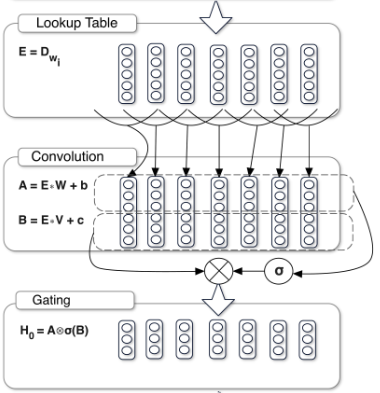 Lookup Table
E = D_{w_i}
Convolution
A = E*W + b
B = E*V + c
σ
Gating
H_0 = A⊗σ(B)